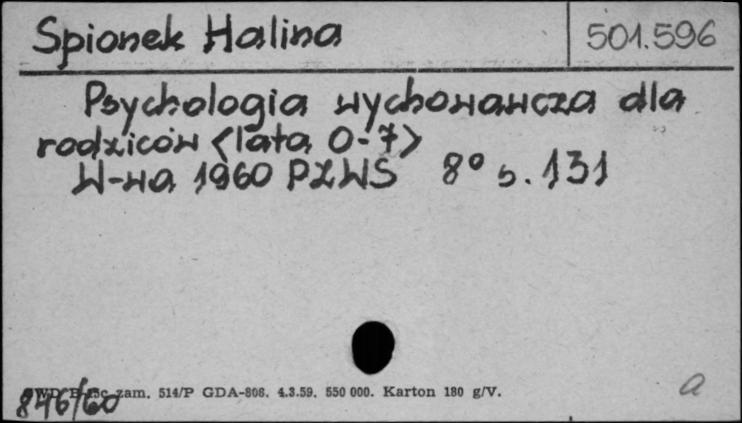 Spionek Halina 501.596
Psychologia wychowawcza dla
rodziców <lata 0-7>
W-wa 1960 PZWS 8° s. 131
zam. 514/P GDA-808. 4.3.59. 550 000. Karton 180 g/V.
846/60
a